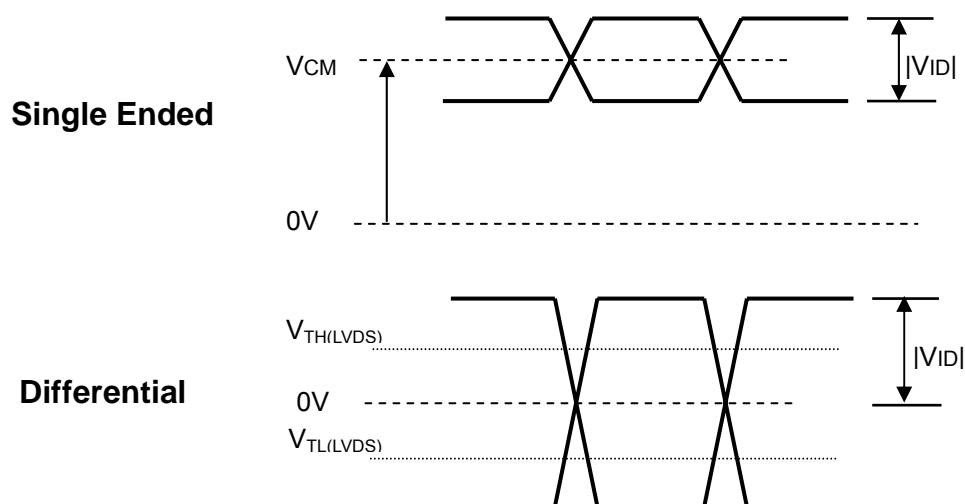 VCM
|VID|
Single Ended
0V
VTH(LVDS)
|VID|
Differential
0V
VTL(LVDS)